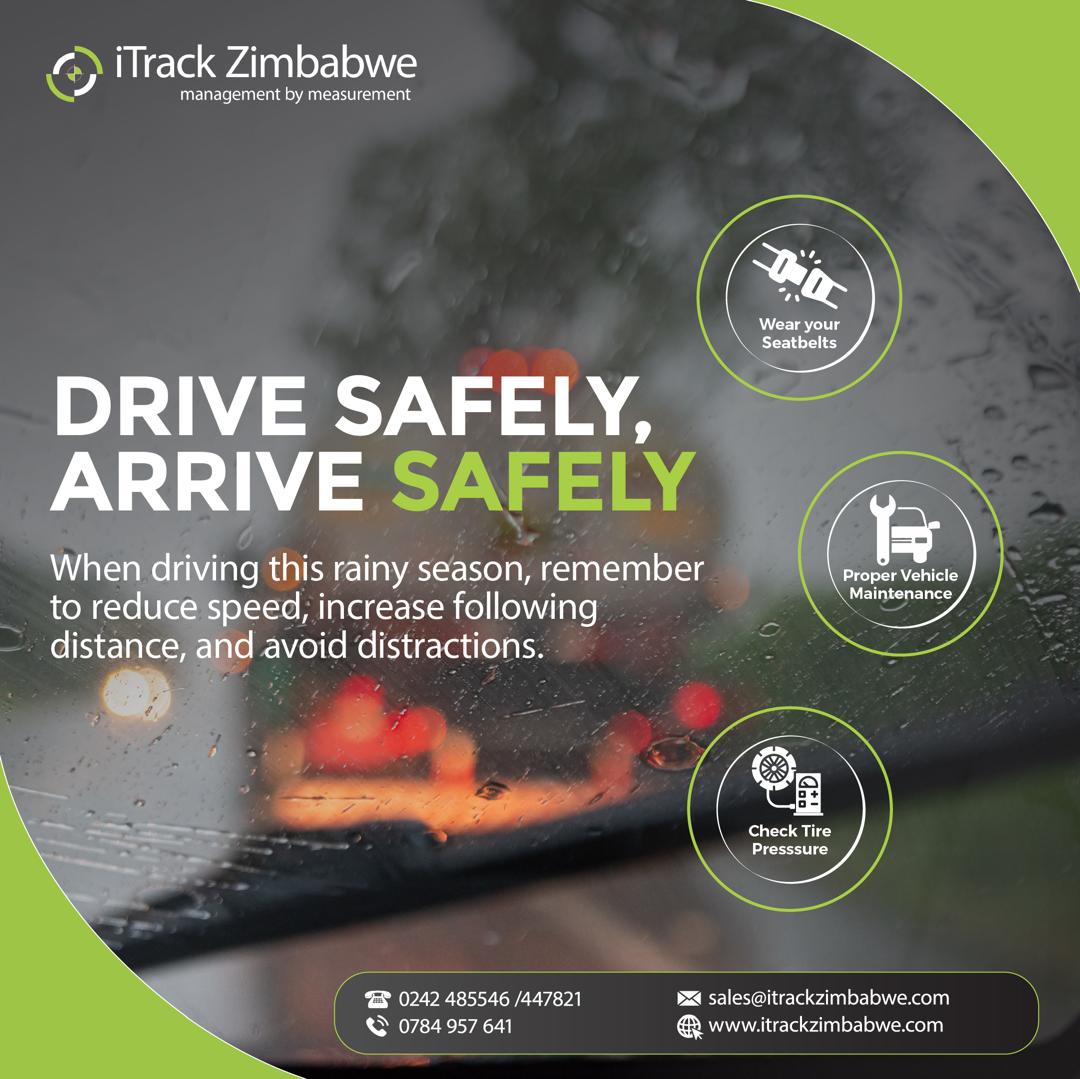 iTrack Zimbabwe
management by measurement
Wear your
Seatbelts
DRIVE SAFELY,
ARRIVE SAFELY
When driving this rainy season, remember
to reduce speed, increase following
distance, and avoid distractions.
Proper Vehicle
Maintenance
Check Tire
Presssure
0242 485546 /447821
0784 957 641
sales@itrackzimbabwe.com
www.itrackzimbabwe.com